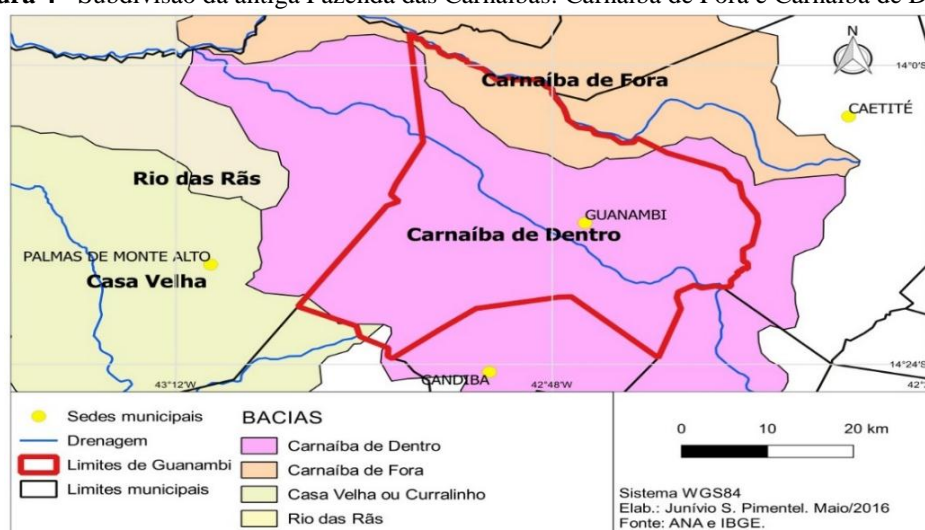 ura 4 - Subdivisão da antiga Fazenda das Carnaíbas: Carnaíba de Fora e Carnaíba de D
N
14°0'S
Carnaíba de Fora
CAETITÉ
Rio das Rãs
GUANAMBI
Carnaíba de Dentro
PALMAS DE MONTE ALTO
Casa Velha
14°24'S
CANDIBA
43°12'W
42°48'W
42°
Sedes municipais
Drenagem
Limites de Guanambi
Limites municipais
BACIAS
Carnaíba de Dentro
Carnaíba de Fora
Casa Velha ou Curralinho
Rio das Rãs
0 10 20 km
Sistema WGS84
Elab.: Junívio S. Pimentel. Maio/2016
Fonte: ANA e IBGE.